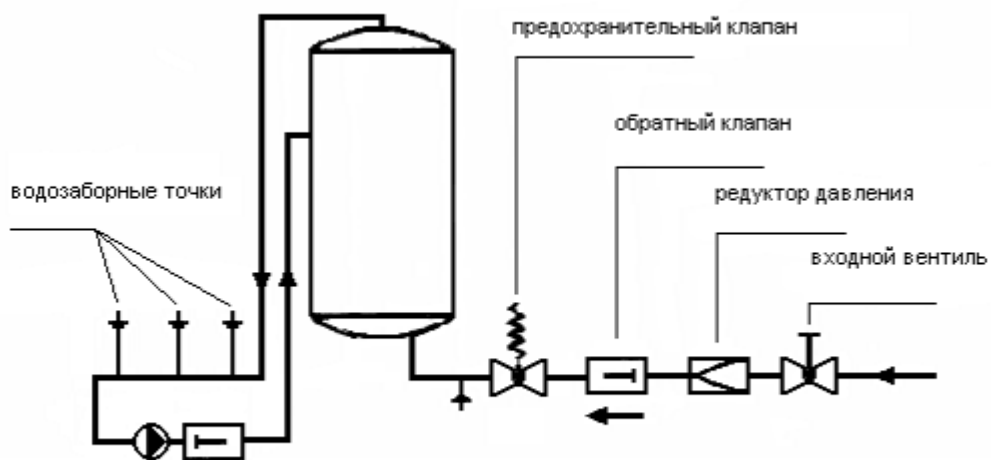 предохранительный клапан
обратный клапан
водозаборные точки
редуктор давления
входной вентиль